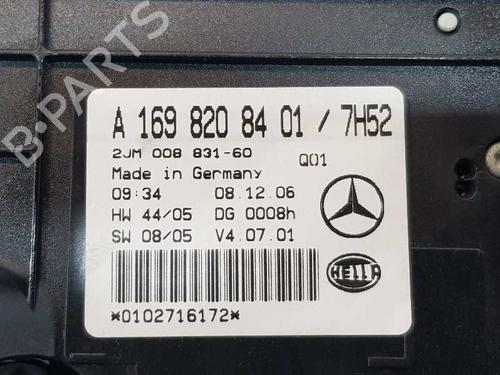 A 169 820 84 01 / 7H52
2JM 008 831-60 Q01
Made in Germany
09:34 08.12.06
HW 44/05 DG 0008h
SW 08/05 V4.07.01
HELLA
*0102716172*
B-PARTS